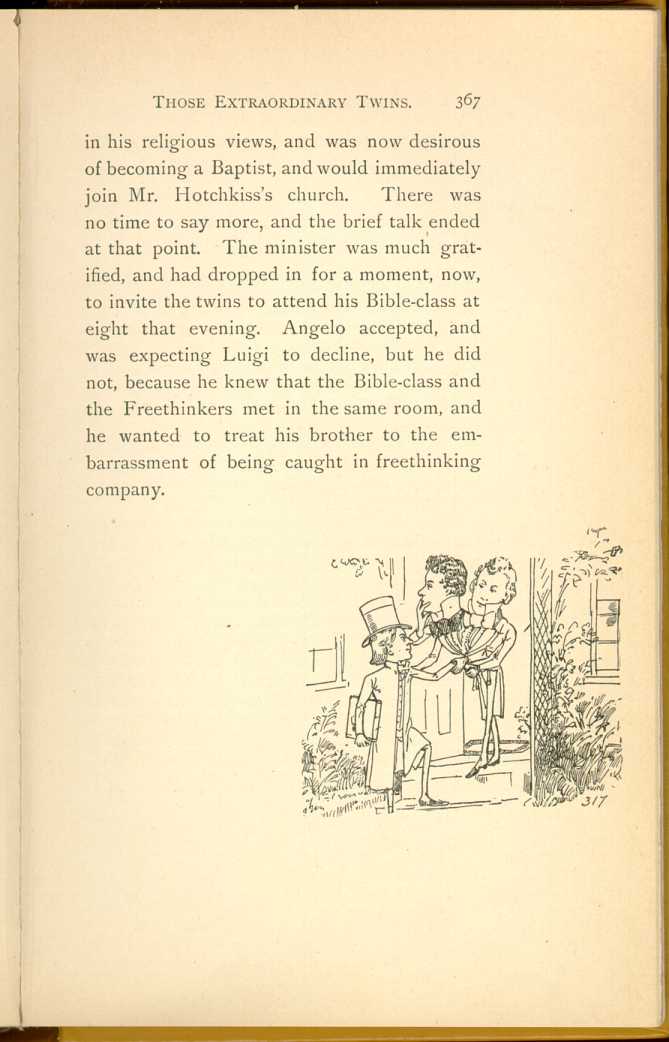 THOSE EXTRAORDINARY TWINS. 367
in his religious views, and was now desirous
of becoming a Baptist, and would immediately
join Mr. Hotchkiss's church. There was
no time to say more, and the brief talk ended
at that point. The minister was much grat-
ified, and had dropped in for a moment, now,
to invite the twins to attend his Bible-class at
eight that evening. Angelo accepted, and
was expecting Luigi to decline, but he did
not, because he knew that the Bible-class and
the Freethinkers met in the same room, and
he wanted to treat his brother to the em-
barrassment of being caught in freethinking
company.
317